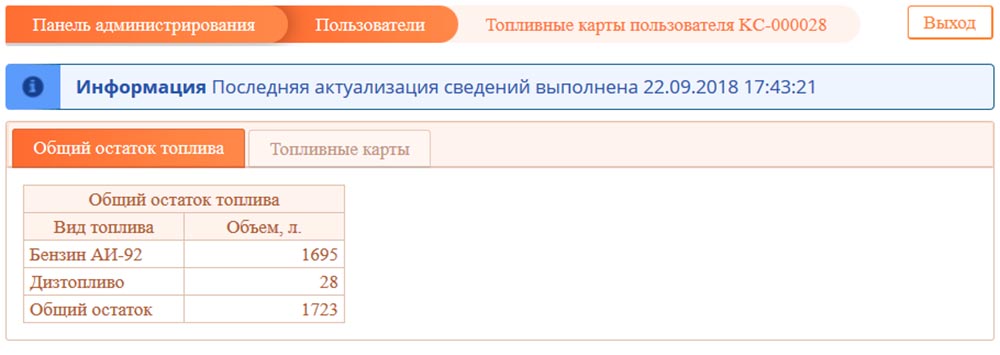 Панель администрирования Пользователи Топливные карты пользователя КС-000028 Выход
Информация Последняя актуализация сведений выполнена 22.09.2018 17:43:21
Общий остаток топлива Топливные карты
Общий остаток топлива
Вид топлива Объем, л.
Бензин АИ-92 1695
Дизтопливо 28
Общий остаток 1723